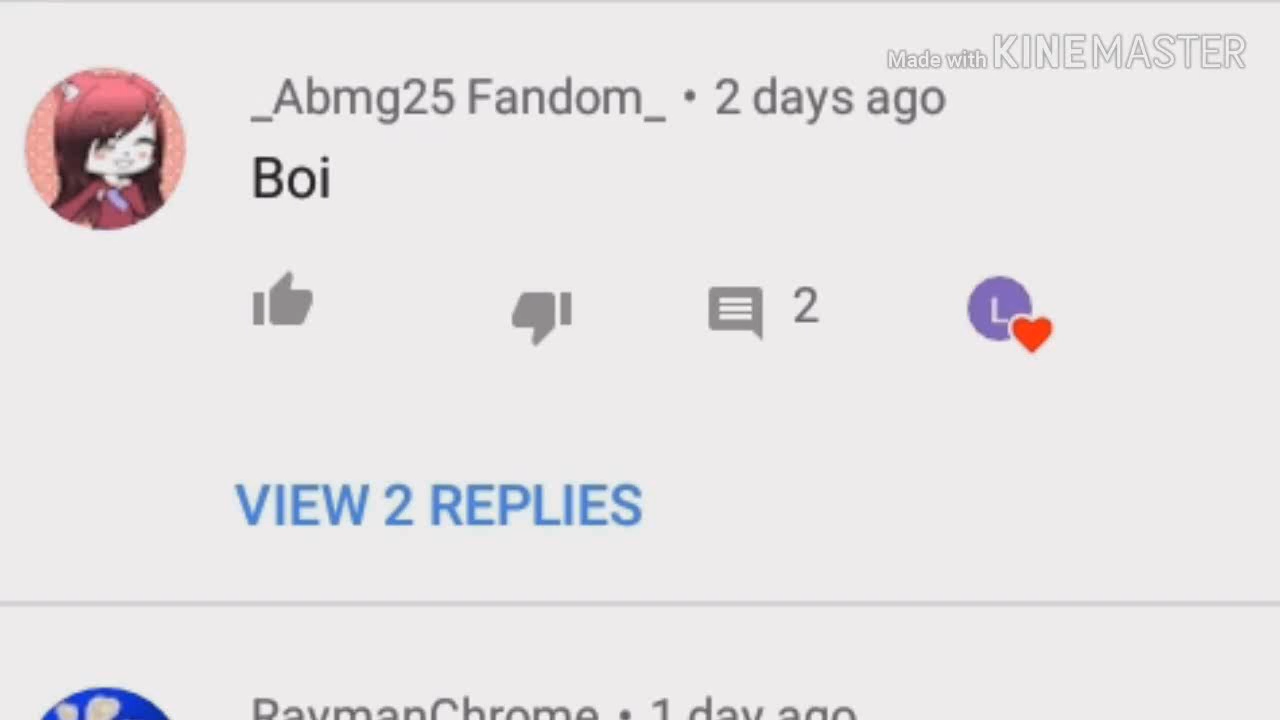 Made with KINEMASTER
_Abmg25 Fandom_ • 2 days ago
Boi
2
L
VIEW 2 REPLIES
RaymanChrome • 1 day ago